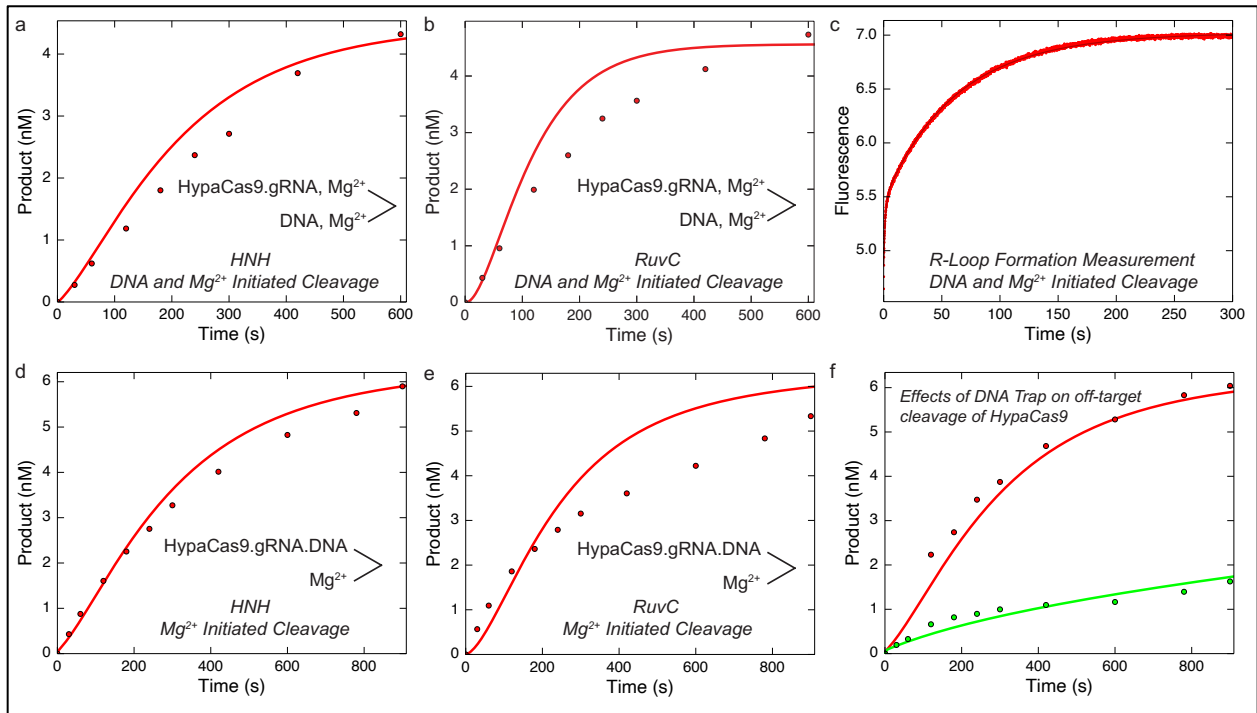 a
Product (nM)
4
3
2
1
0
HypaCas9.gRNA, Mg²⁺
DNA, Mg²⁺
HNH
DNA and Mg²⁺ Initiated Cleavage
0 100 200 300 400 500 600
Time (s)
b
Product (nM)
4
3
2
1
0
HypaCas9.gRNA, Mg²⁺
DNA, Mg²⁺
RuvC
DNA and Mg²⁺ Initiated Cleavage
0 100 200 300 400 500 600
Time (s)
c
Fluorescence
7.0
6.5
6.0
5.5
5.0
R-Loop Formation Measurement
DNA and Mg²⁺ Initiated Cleavage
0 50 100 150 200 250 300
Time (s)
d
Product (nM)
6
5
4
3
2
1
0
HypaCas9.gRNA.DNA
Mg²⁺
HNH
Mg²⁺ Initiated Cleavage
0 200 400 600 800
Time (s)
e
Product (nM)
6
5
4
3
2
1
0
HypaCas9.gRNA.DNA
Mg²⁺
RuvC
Mg²⁺ Initiated Cleavage
0 200 400 600 800
Time (s)
f
Product (nM)
6
5
4
3
2
1
0
Effects of DNA Trap on off-target
cleavage of HypaCas9
0 200 400 600 800
Time (s)